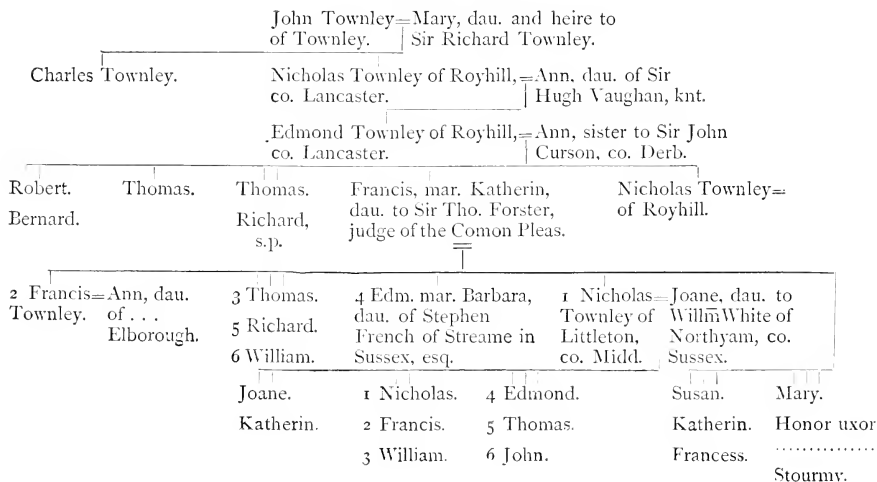 John Townley=Mary, dau. and heire to
of Townley. Sir Richard Townley.
Charles Townley.
Nicholas Townley of Royhill,=Ann, dau. of Sir
co. Lancaster. Hugh Vaughan, knt.
Edmond Townley of Royhill,=Ann, sister to Sir John
co. Lancaster. Curson, co. Derb.
Robert.
Bernard.
Thomas.
Thomas.
Richard,
s.p.
Francis, mar. Katherin,
dau. to Sir Tho. Forster,
judge of the Comon Pleas.
Nicholas Townley=
of Royhill.
2 Francis=Ann, dau.
Townley. of . . .
Elborough.
3 Thomas.
5 Richard.
6 William.
4 Edm. mar. Barbara,
dau. of Stephen
French of Streame in
Sussex, esq.
1 Nicholas=Joane, dau. to
Townley of Willm̅ White of
Littleton, Northyam, co.
co. Midd. Sussex.
Joane.
Katherin.
1 Nicholas.
2 Francis.
3 William.
4 Edmond.
5 Thomas.
6 John.
Susan.
Katherin.
Francess.
Mary.
Honor uxor
...............
Stourmy.